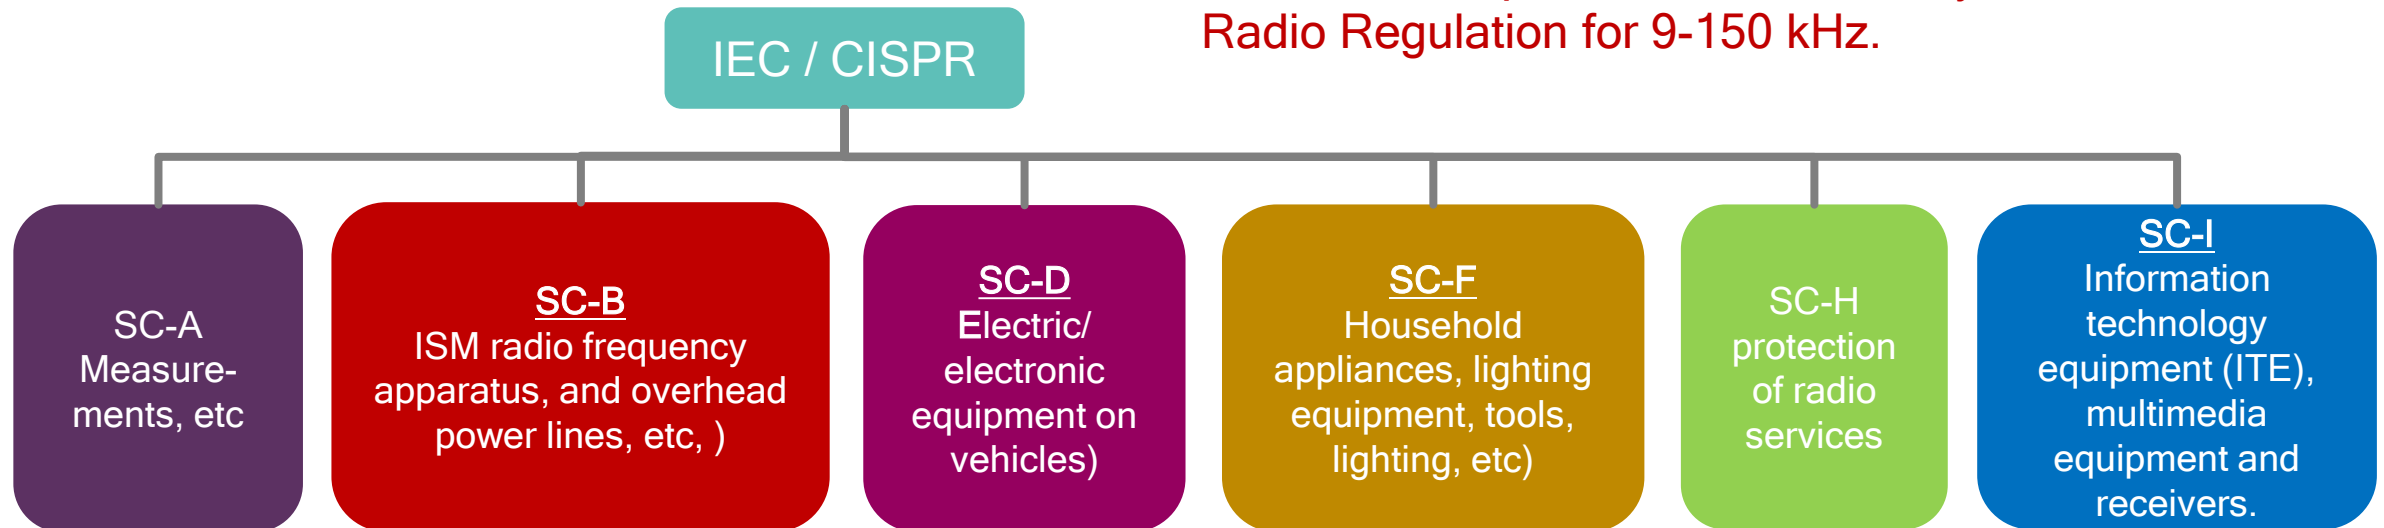 Radio Regulation for 9-150 kHz.
IEC / CISPR
SC-A
Measure-
ments, etc
SC-B
ISM radio frequency
apparatus, and overhead
power lines, etc, )
SC-D
Electric/
electronic
equipment on
vehicles)
SC-F
Household
appliances, lighting
equipment, tools,
lighting, etc)
SC-H
protection
of radio
services
SC-I
Information
technology
equipment (ITE),
multimedia
equipment and
receivers.